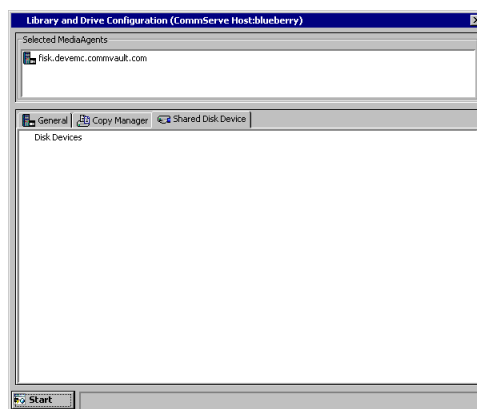 Library and Drive Configuration (CommServe Host:blueberry)
Selected MediaAgents
fisk.devemc.commvault.com
General
Copy Manager
Shared Disk Device
Disk Devices
Start